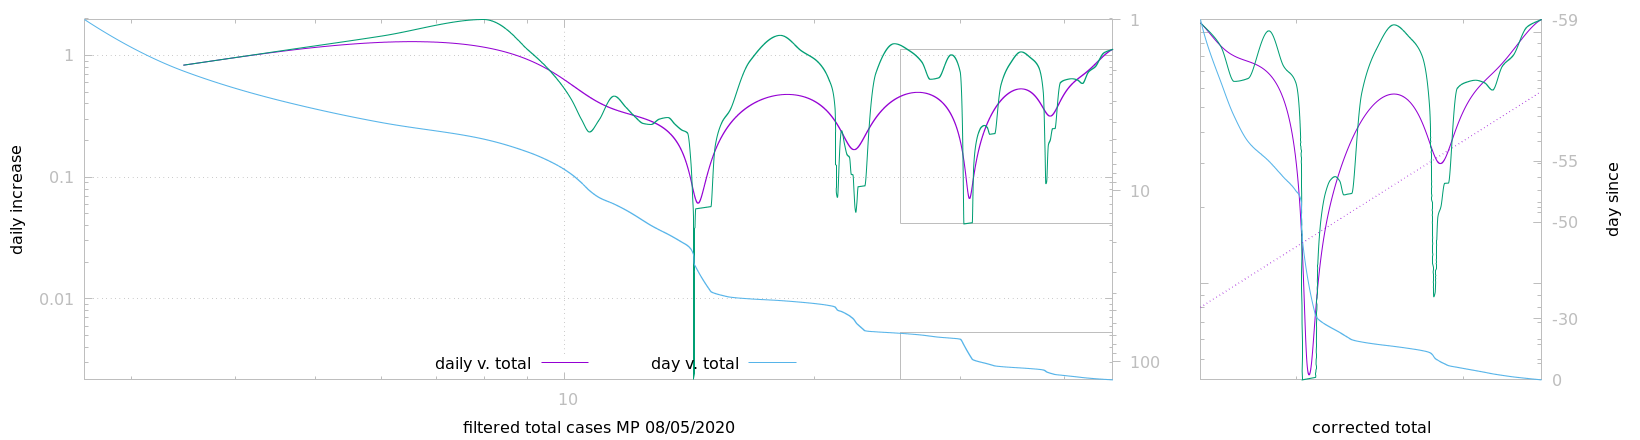 1
0.1
0.01
daily increase
daily v. total
day v. total
10
filtered total cases MP 08/05/2020
1
10
100
-59
-55
-50
-30
0
day since
corrected total